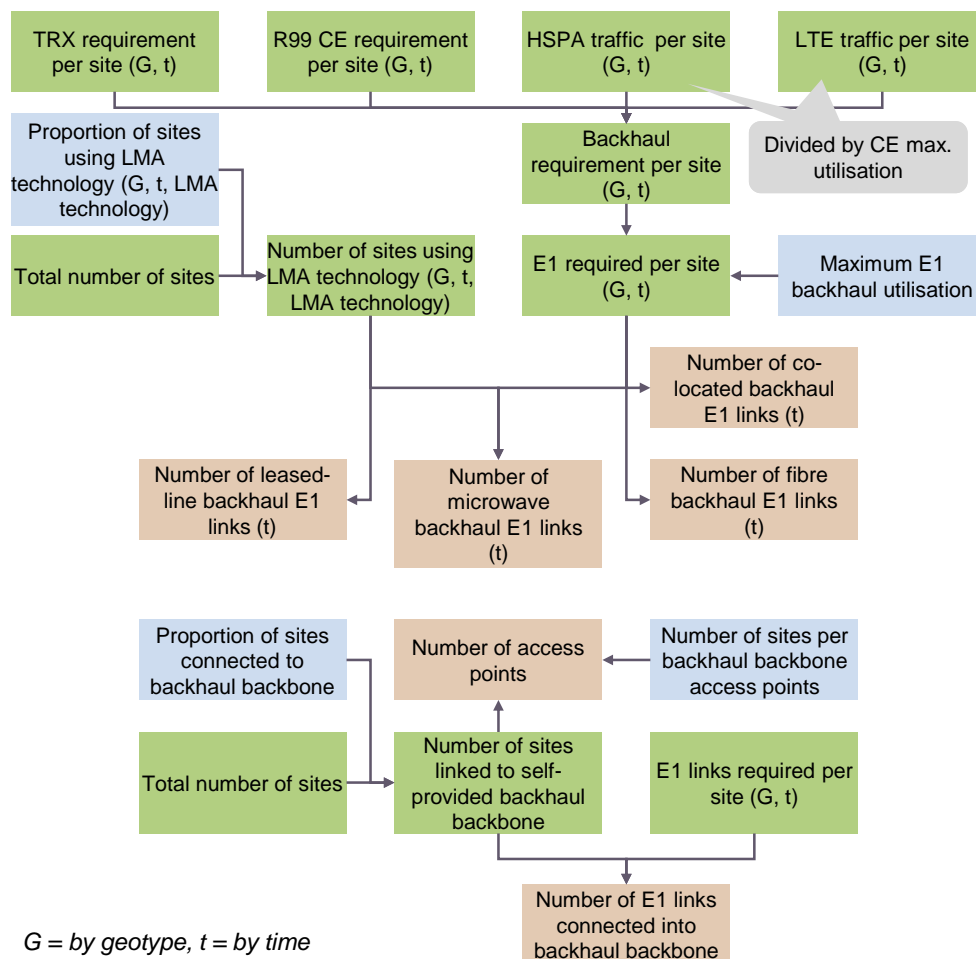 TRX requirement
per site (G, t)
R99 CE requirement
per site (G, t)
HSPA traffic per site
(G, t)
LTE traffic per site
(G, t)
Proportion of sites
using LMA
technology (G, t, LMA
technology)
Backhaul
requirement per site
(G, t)
Divided by CE max.
utilisation
Total number of sites
Number of sites using
LMA technology (G, t,
LMA technology)
E1 required per site
(G, t)
Maximum E1
backhaul utilisation
Number of co-
located backhaul
E1 links (t)
Number of leased-
line backhaul E1
links (t)
Number of
microwave
backhaul E1 links
(t)
Number of fibre
backhaul E1 links
(t)
Proportion of sites
connected to
backhaul backbone
Number of access
points
Number of sites per
backhaul backbone
access points
Total number of sites
Number of sites
linked to self-
provided backhaul
backbone
E1 links required per
site (G, t)
Number of E1 links
connected into
backhaul backbone
G = by geotype, t = by time